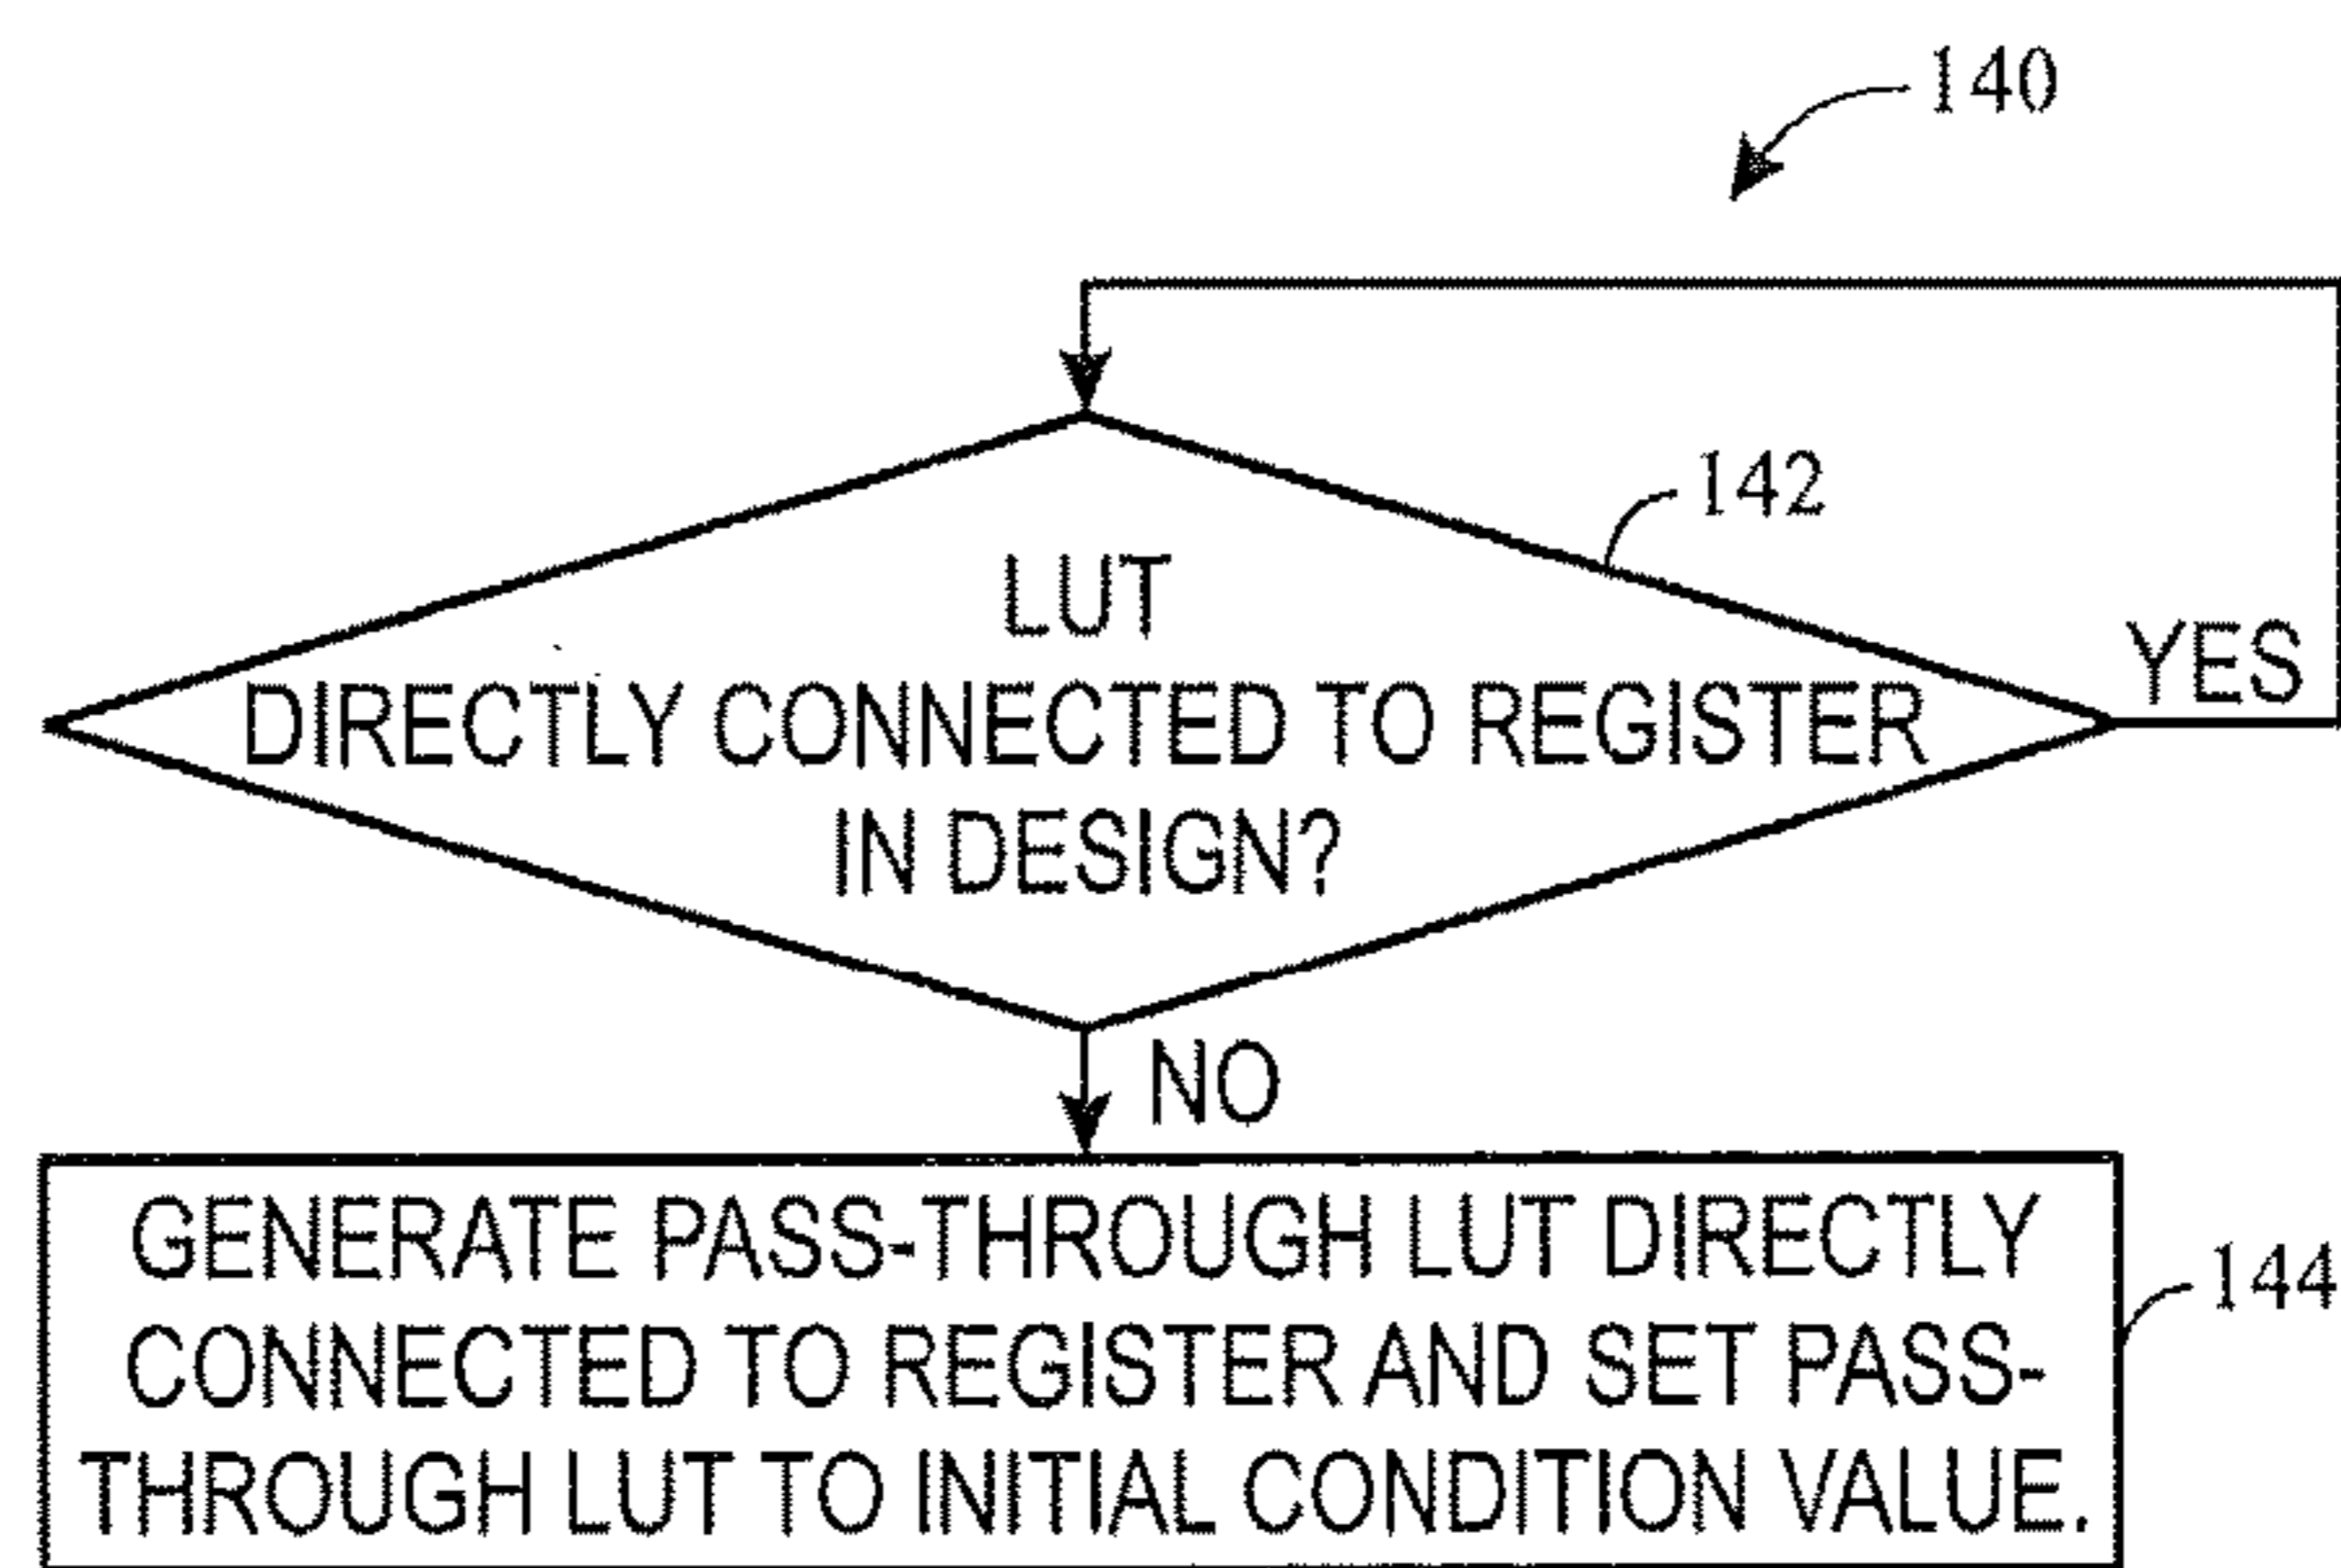 140
142
LUT
DIRECTLY CONNECTED TO REGISTER
IN DESIGN?
YES
NO
GENERATE PASS-THROUGH LUT DIRECTLY
CONNECTED TO REGISTER AND SET PASS-
THROUGH LUT TO INITIAL CONDITION VALUE.
144